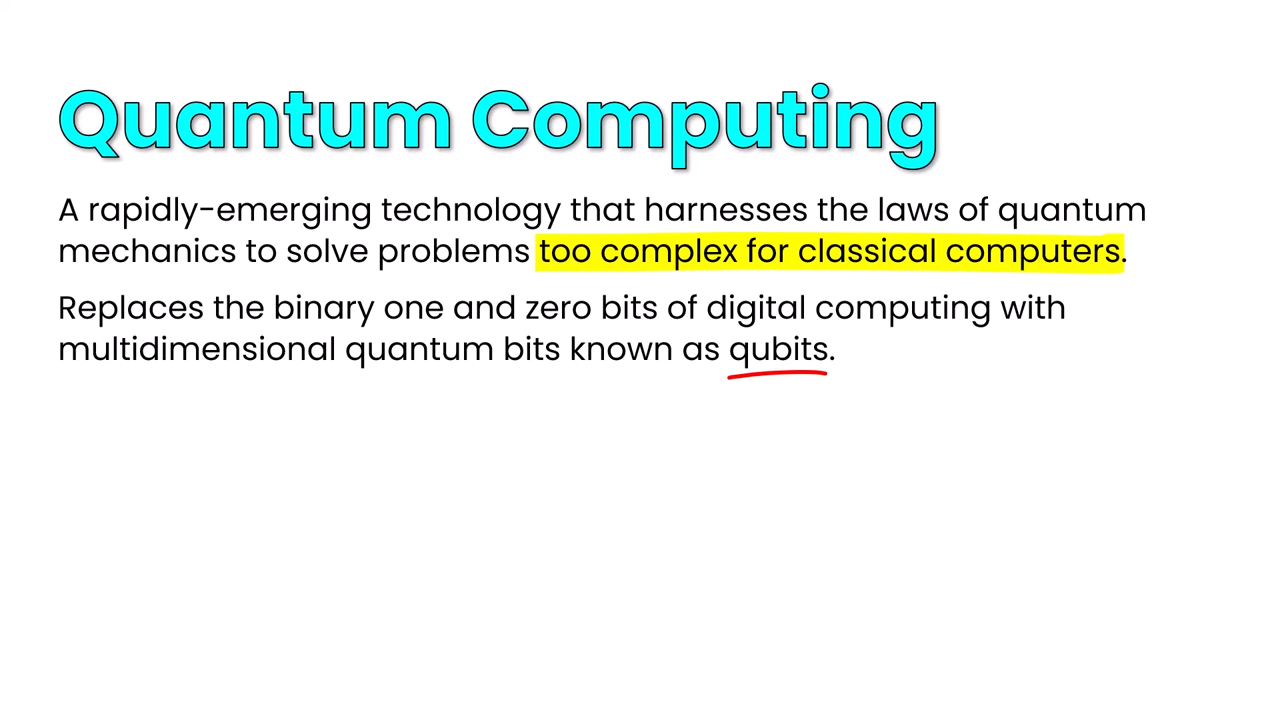 Quantum Computing
A rapidly-emerging technology that harnesses the laws of quantum
mechanics to solve problems too complex for classical computers.
Replaces the binary one and zero bits of digital computing with
multidimensional quantum bits known as qubits.